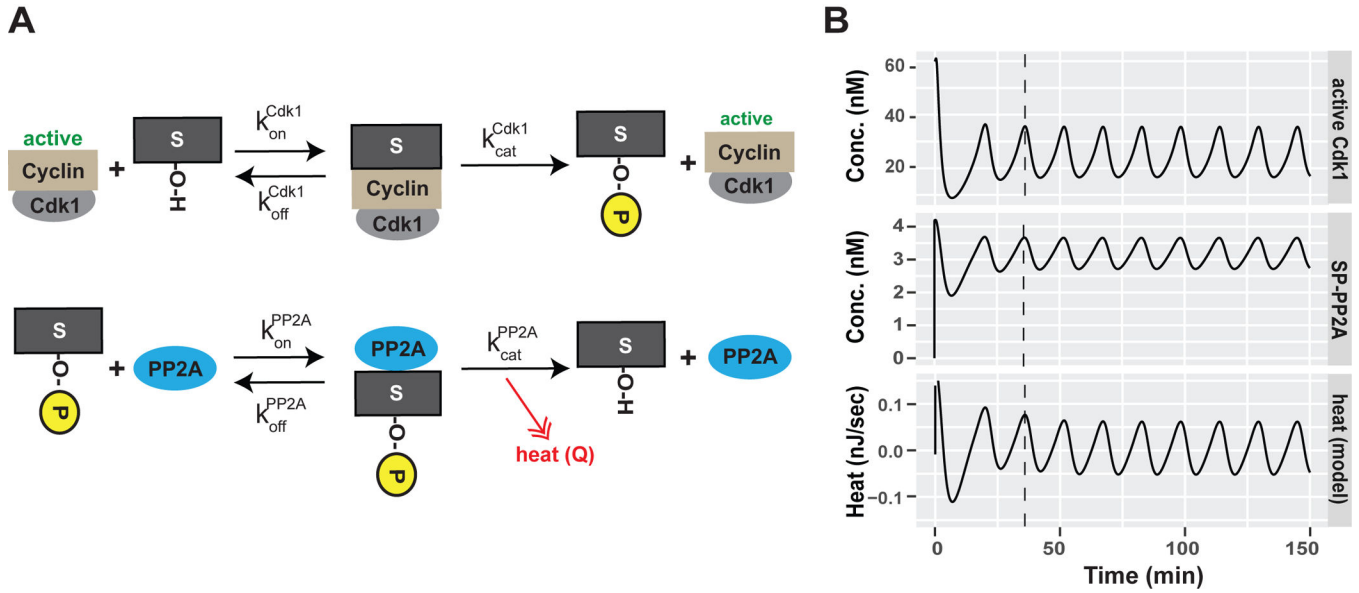 A
active
Cyclin
Cdk1
+
S
O
H
k_on^Cdk1
k_off^Cdk1
S
Cyclin
Cdk1
k_cat^Cdk1
S
O
P
+
active
Cyclin
Cdk1
S
O
P
+
PP2A
k_on^PP2A
k_off^PP2A
PP2A
S
O
P
k_cat^PP2A
heat (Q)
S
O
H
+
PP2A
B
Conc. (nM)
60
40
20
active Cdk1
Conc. (nM)
4
3
2
1
0
SP-PP2A
Heat (nJ/sec)
0.1
0.0
−0.1
heat (model)
0 50 100 150
Time (min)